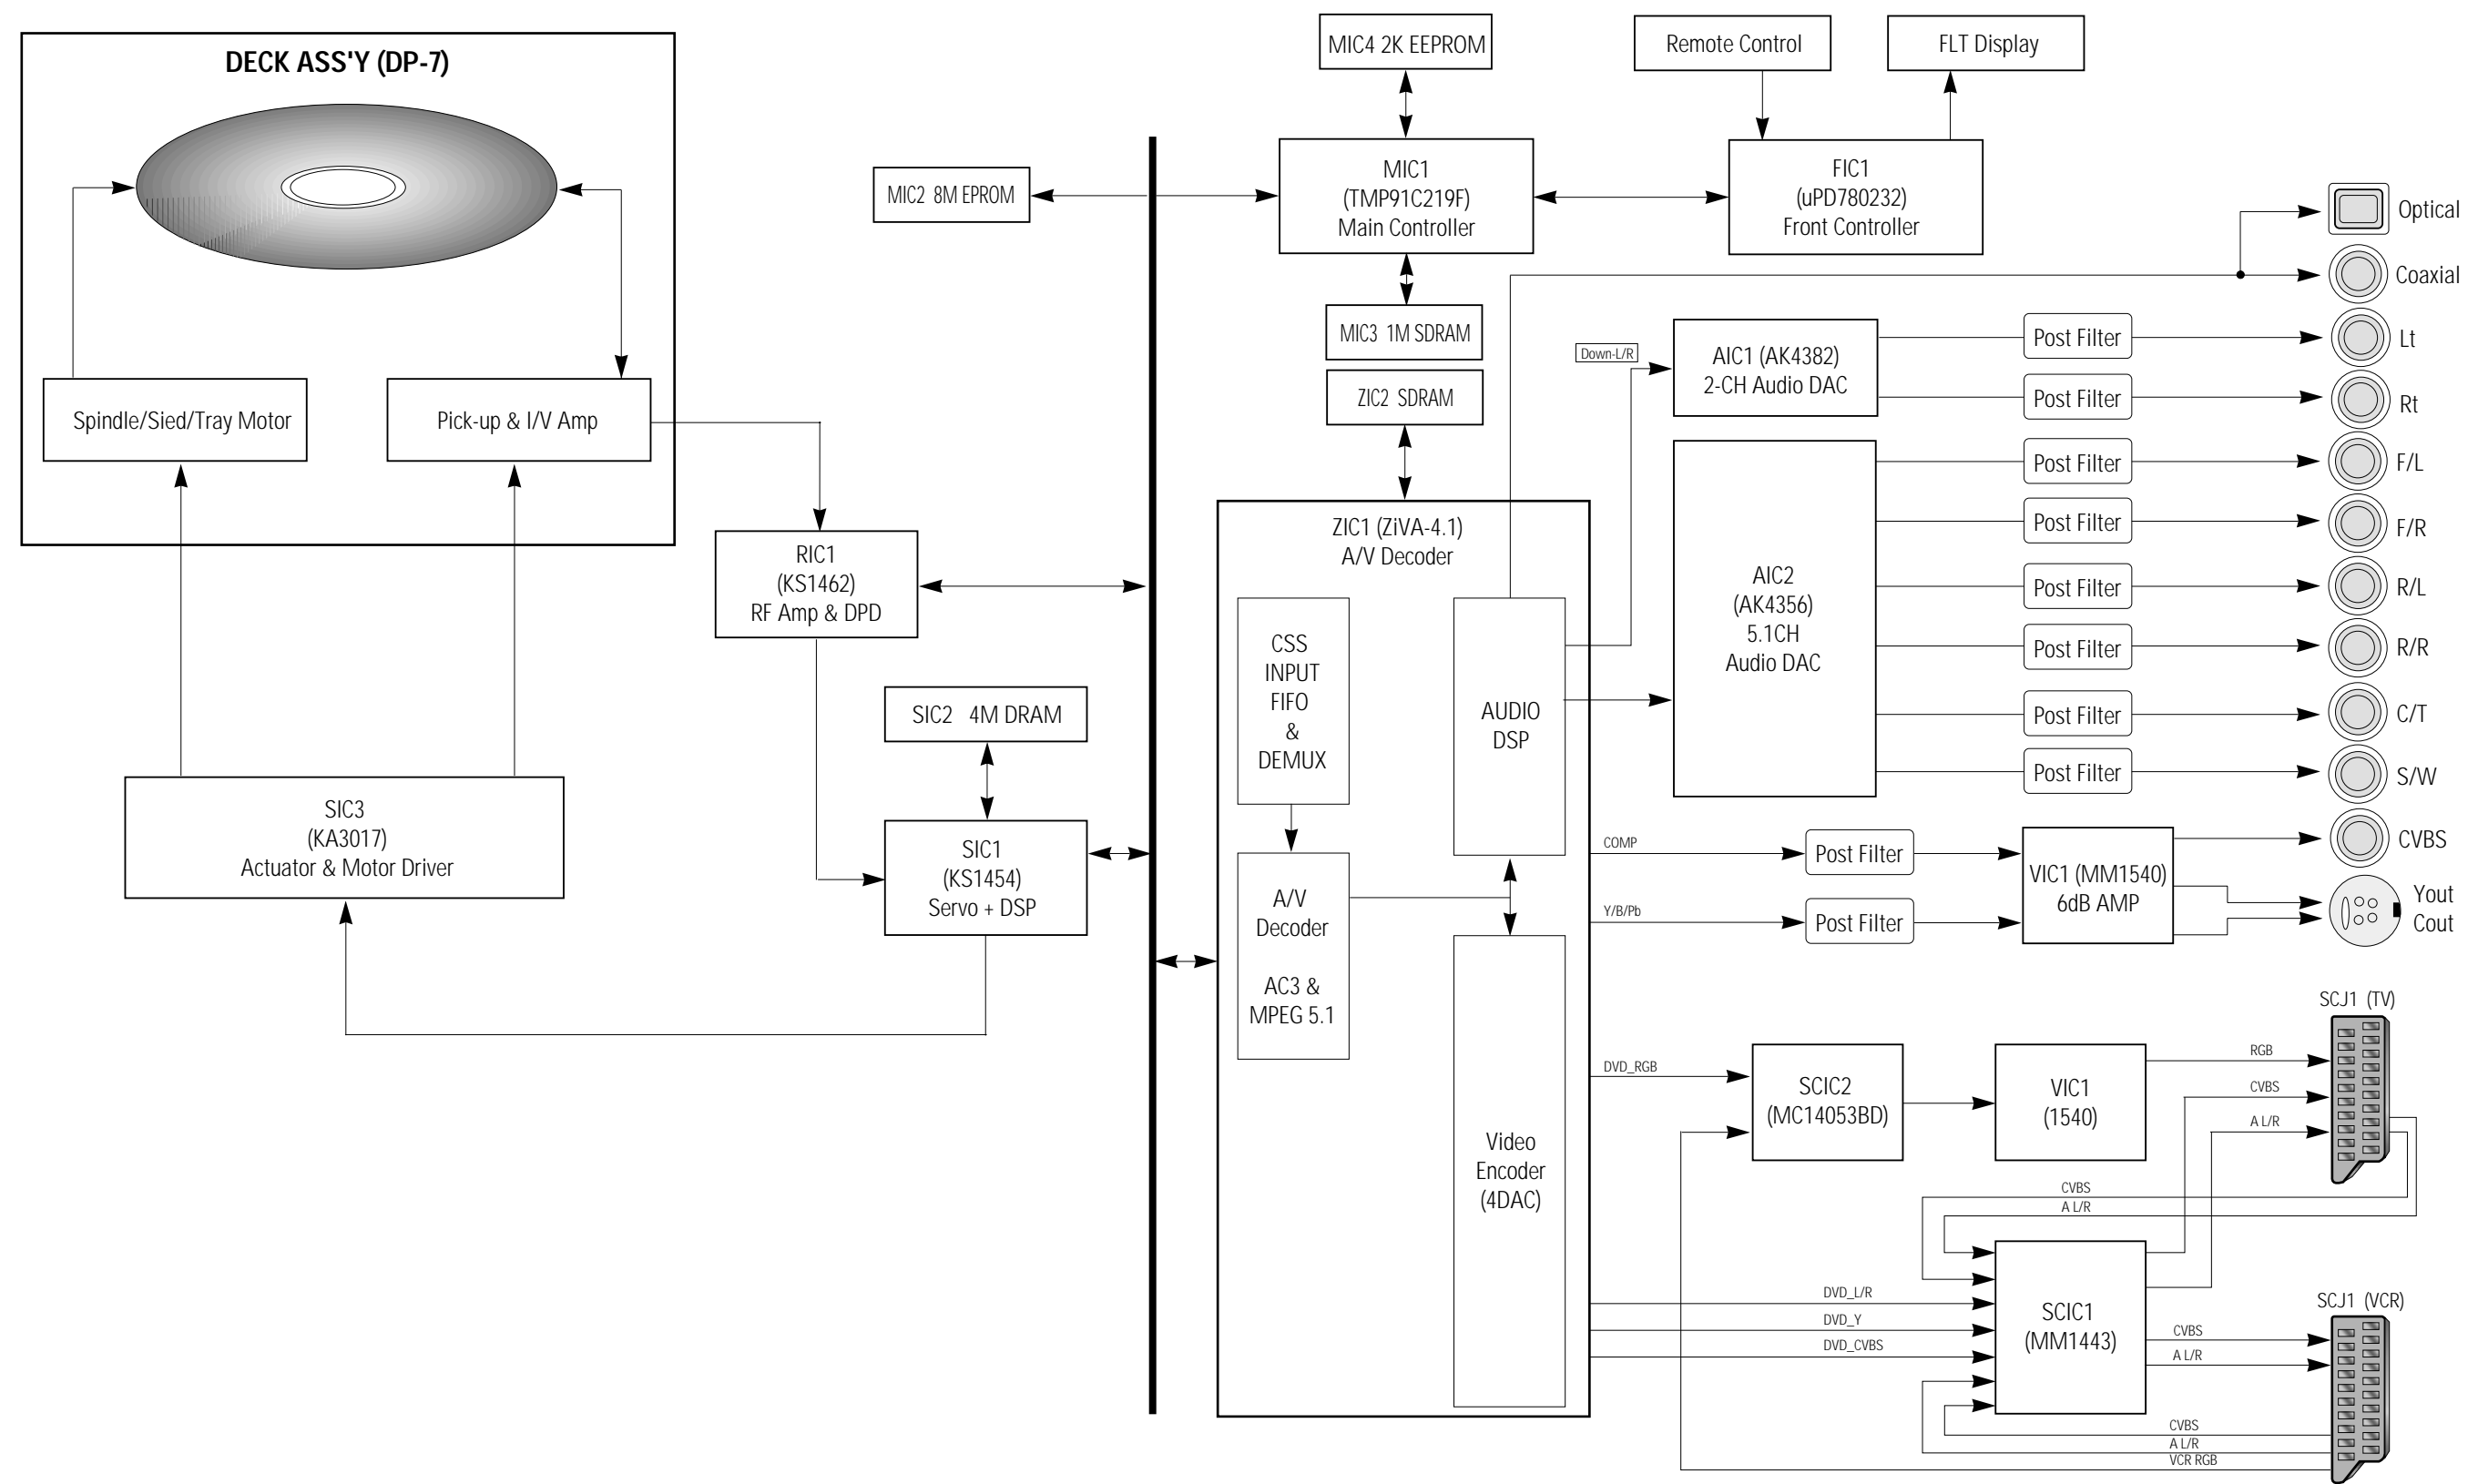 DECK ASS'Y (DP-7)
Spindle/Sied/Tray Motor
Pick-up & I/V Amp
SIC3
(KA3017)
Actuator & Motor Driver
RIC1
(KS1462)
RF Amp & DPD
SIC2 4M DRAM
SIC1
(KS1454)
Servo + DSP
MIC2 8M EPROM
MIC4 2K EEPROM
Remote Control
FLT Display
MIC1
(TMP91C219F)
Main Controller
FIC1
(uPD780232)
Front Controller
MIC3 1M SDRAM
ZIC2 SDRAM
ZIC1 (ZiVA-4.1)
A/V Decoder
CSS
INPUT
FIFO
&
DEMUX
A/V
Decoder
AC3 &
MPEG 5.1
AUDIO
DSP
Video
Encoder
(4DAC)
Down-L/R
AIC1 (AK4382)
2-CH Audio DAC
AIC2
(AK4356)
5.1CH
Audio DAC
Post Filter
Post Filter
Post Filter
Post Filter
Post Filter
Post Filter
Post Filter
Post Filter
Optical
Coaxial
Lt
Rt
F/L
F/R
R/L
R/R
C/T
S/W
COMP
Post Filter
Y/B/Pb
Post Filter
VIC1 (MM1540)
6dB AMP
CVBS
Yout
Cout
DVD_RGB
SCIC2
(MC14053BD)
VIC1
(1540)
RGB
CVBS
A L/R
SCJ1 (TV)
CVBS
A L/R
DVD_L/R
DVD_Y
DVD_CVBS
SCIC1
(MM1443)
CVBS
A L/R
SCJ1 (VCR)
CVBS
A L/R
VCR RGB